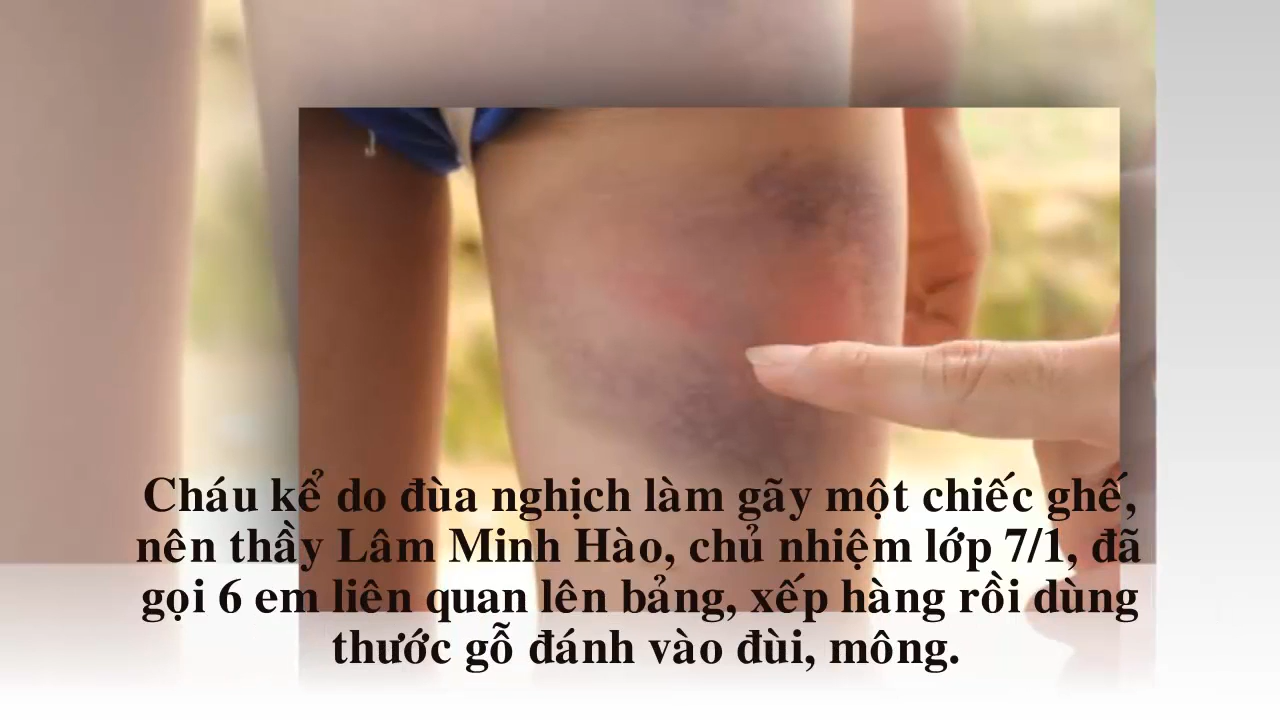 Cháu kể do đùa nghịch làm gãy một chiếc ghế,
nên thầy Lâm Minh Hào, chủ nhiệm lớp 7/1, đã
gọi 6 em liên quan lên bảng, xếp hàng rồi dùng
thước gỗ đánh vào đùi, mông.